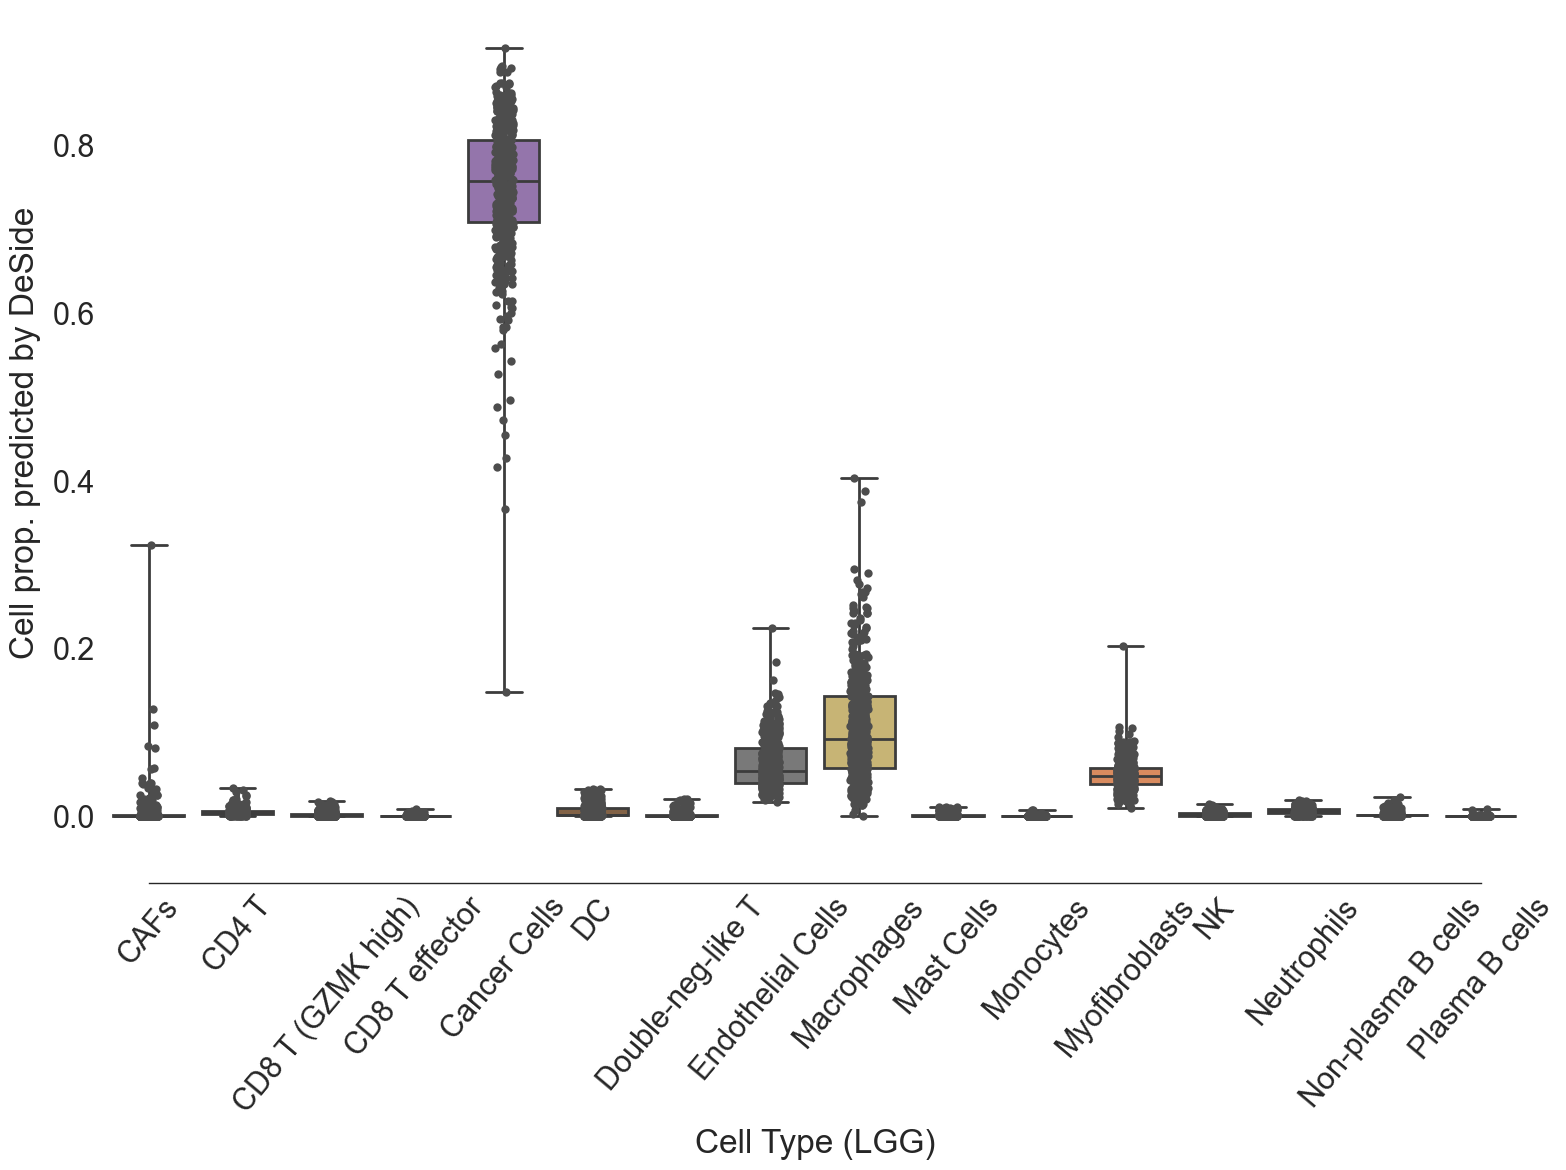 Cell prop. predicted by DeSide
0.8
0.6
0.4
0.2
0.0
CAFs
CD4 T
CD8 T (GZMK high)
CD8 T effector
Cancer Cells
DC
Double-neg-like T
Endothelial Cells
Macrophages
Mast Cells
Monocytes
Myofibroblasts
NK
Neutrophils
Non-plasma B cells
Plasma B cells
Cell Type (LGG)